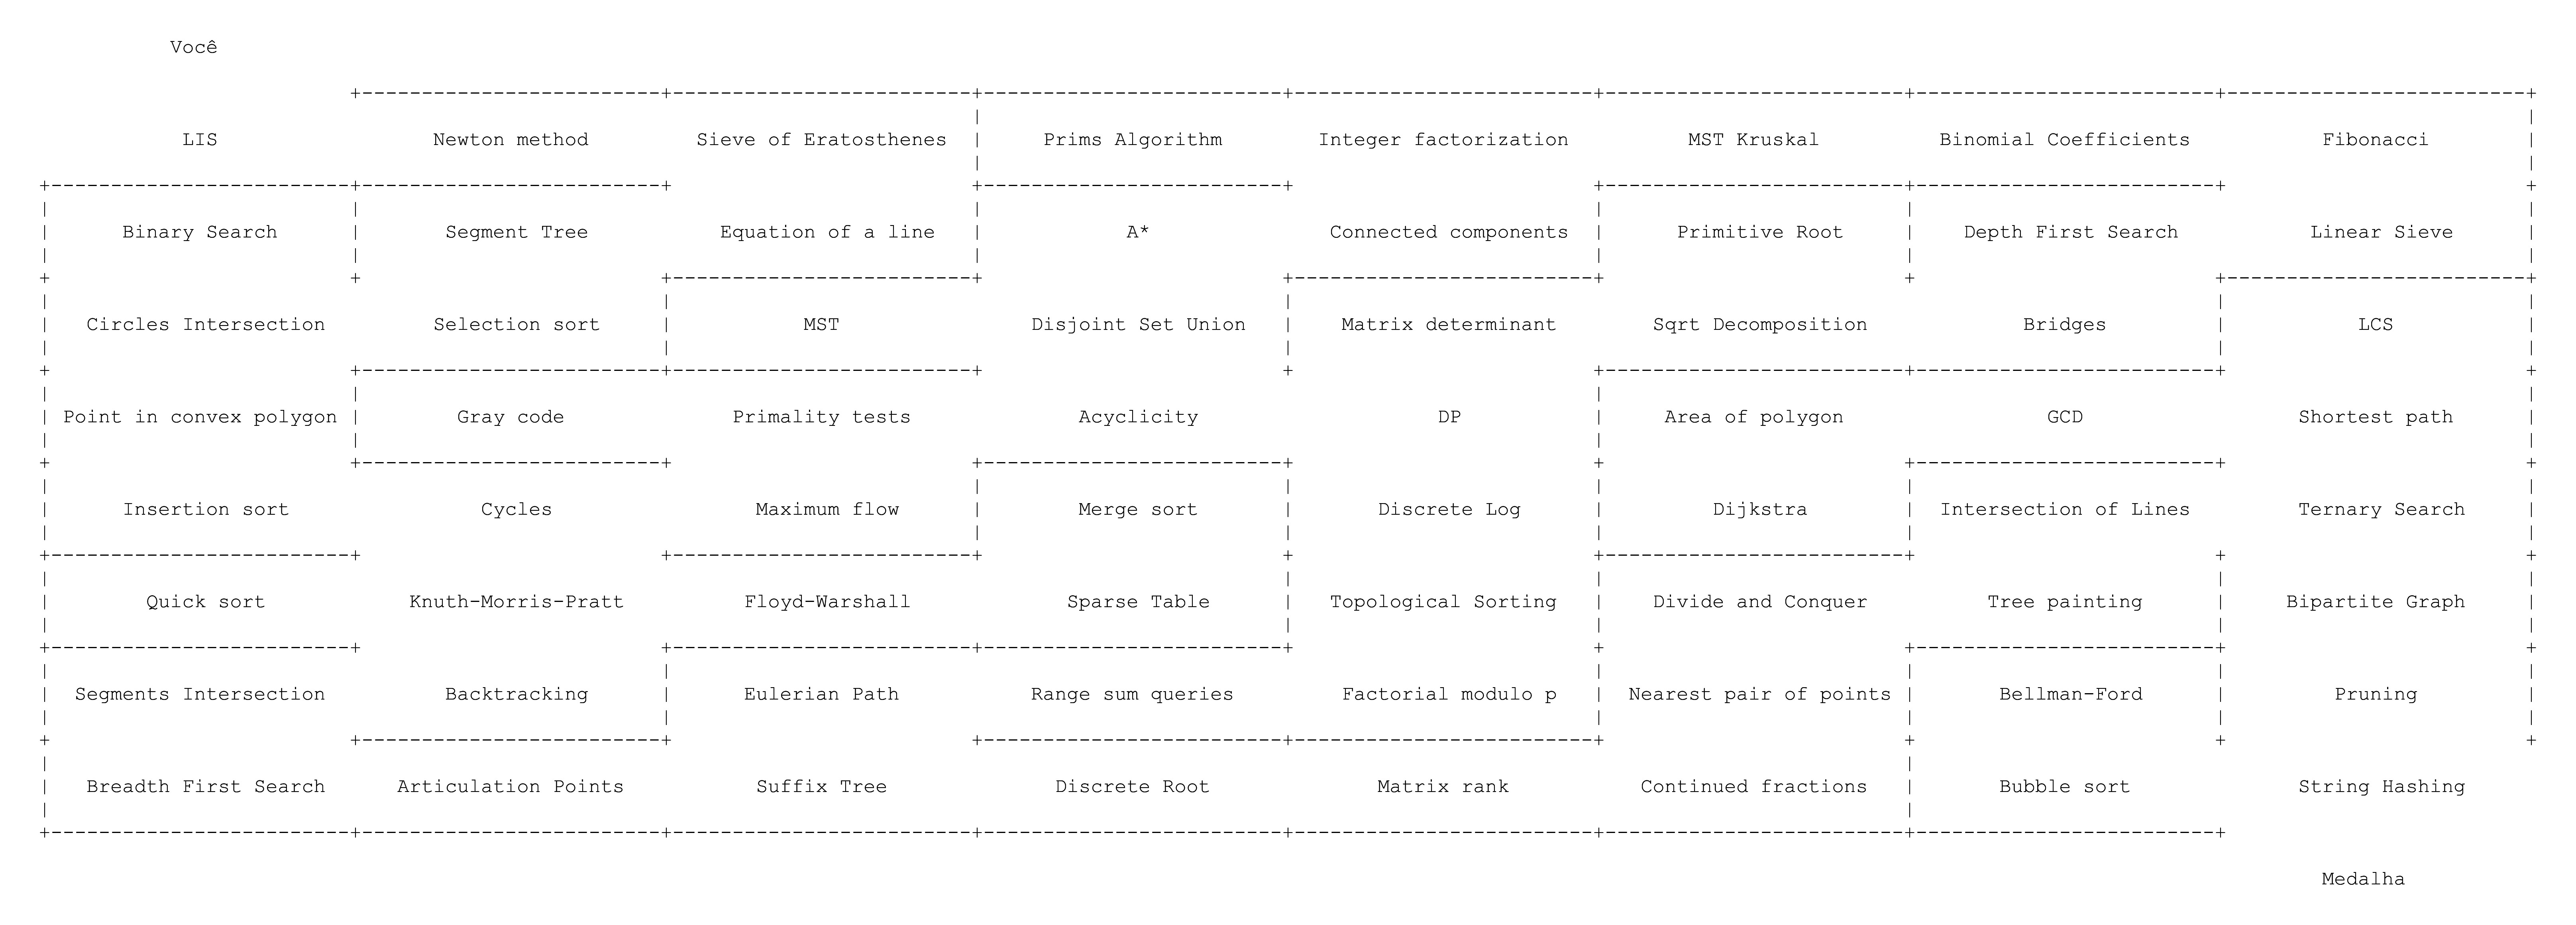 Você
LIS Newton method Sieve of Eratosthenes Prims Algorithm Integer factorization MST Kruskal Binomial Coefficients Fibonacci
Binary Search Segment Tree Equation of a line A* Connected components Primitive Root Depth First Search Linear Sieve
Circles Intersection Selection sort MST Disjoint Set Union Matrix determinant Sqrt Decomposition Bridges LCS
Point in convex polygon Gray code Primality tests Acyclicity DP Area of polygon GCD Shortest path
Insertion sort Cycles Maximum flow Merge sort Discrete Log Dijkstra Intersection of Lines Ternary Search
Quick sort Knuth-Morris-Pratt Floyd-Warshall Sparse Table Topological Sorting Divide and Conquer Tree painting Bipartite Graph
Segments Intersection Backtracking Eulerian Path Range sum queries Factorial modulo p Nearest pair of points Bellman-Ford Pruning
Breadth First Search Articulation Points Suffix Tree Discrete Root Matrix rank Continued fractions Bubble sort String Hashing
Medalha